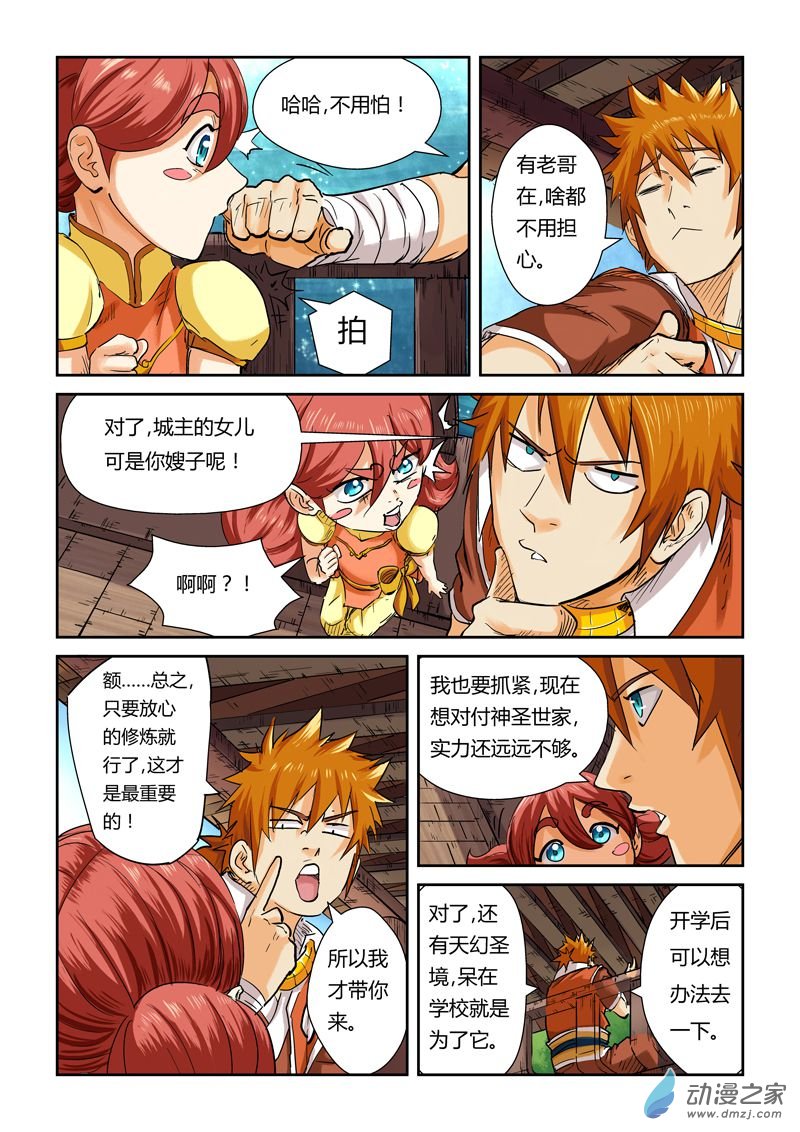 哈哈，不用怕！
拍
有老哥
在，啥都
不用担
心。
对了，城主的女儿
可是你嫂子呢！
啊啊？！
额……总之，
只要放心
的修炼就
行了，这才
是最重要
的！
所以我
才带你
来。
我也要抓紧，现在
想对付神圣世家，
实力还远远不够。
对了，还
有天幻圣
境，呆在
学校就是
为了它。
开学后
可以想
办法去
一下。
动漫之家
www.dmzj.com